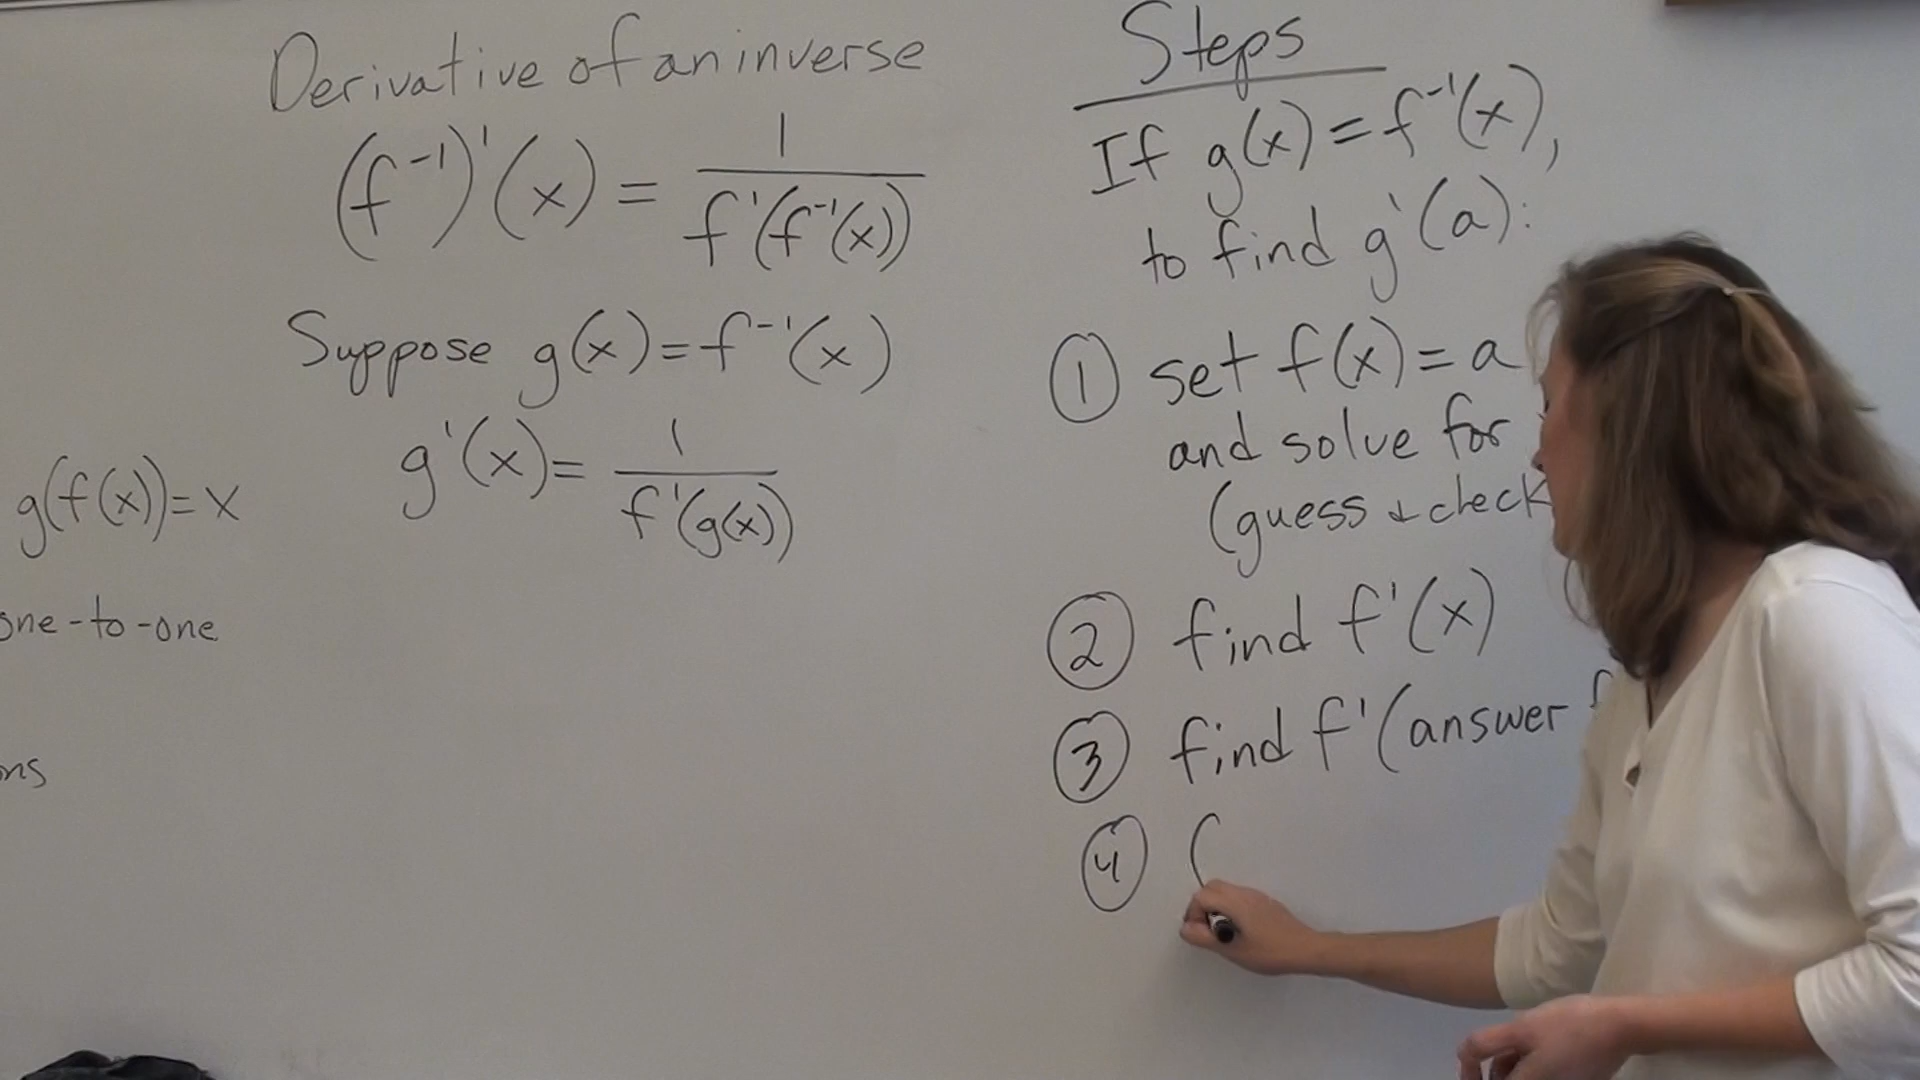 Derivative of an inverse
(f⁻¹)'(x) = 1 / f'(f⁻¹(x))
Suppose g(x) = f⁻¹(x)
g'(x) = 1 / f'(g(x))
g(f(x)) = x
one-to-one
Steps
If g(x) = f⁻¹(x),
to find g'(a):
① set f(x) = a
and solve for
(guess & check
② find f'(x)
③ find f'(answer
④ (